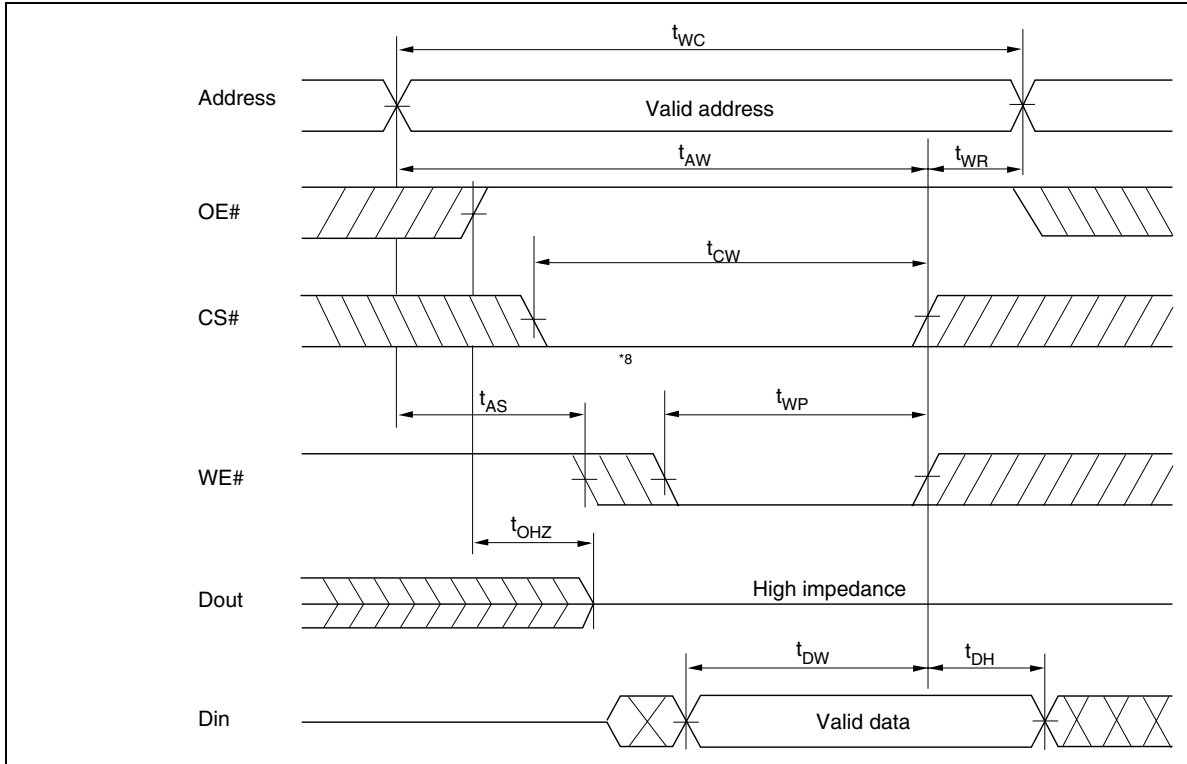 tWC
Address
Valid address
tAW
tWR
OE#
tCW
CS#
*8
tAS
tWP
WE#
tOHZ
Dout
High impedance
tDW
tDH
Din
Valid data